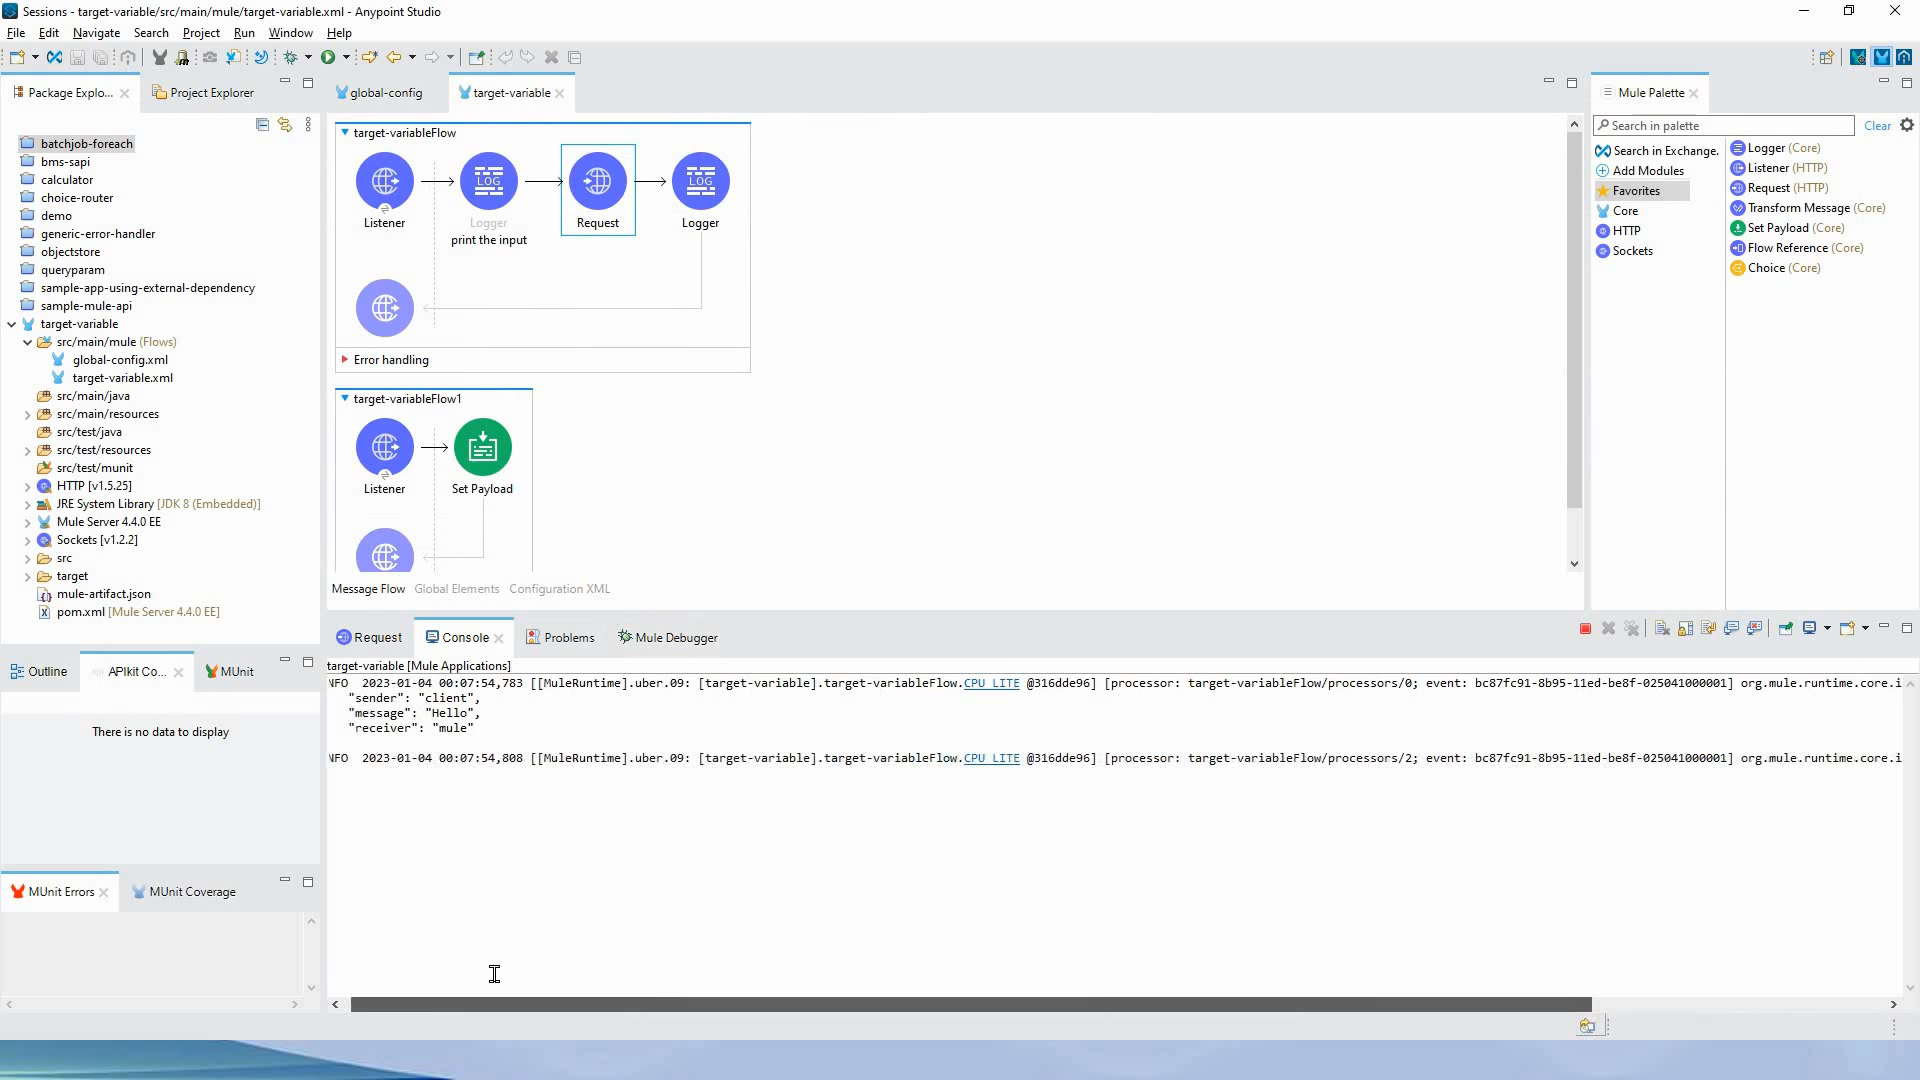 Sessions - target-variable/src/main/mule/target-variable.xml - Anypoint Studio
File Edit Navigate Search Project Run Window Help
Package Explo...
Project Explorer
batchjob-foreach
bms-sapi
calculator
choice-router
demo
generic-error-handler
objectstore
queryparam
sample-app-using-external-dependency
sample-mule-api
target-variable
src/main/mule (Flows)
global-config.xml
target-variable.xml
src/main/java
src/main/resources
src/test/java
src/test/resources
src/test/munit
HTTP [v1.5.25]
JRE System Library [JDK 8 (Embedded)]
Mule Server 4.4.0 EE
Sockets [v1.2.2]
src
target
mule-artifact.json
pom.xml [Mule Server 4.4.0 EE]
Outline
APIkit Co...
MUnit
There is no data to display
MUnit Errors
MUnit Coverage
global-config
target-variable
target-variableFlow
LOG
LOG
Listener
Logger
Request
Logger
print the input
Error handling
target-variableFlow1
Listener
Set Payload
Message Flow Global Elements Configuration XML
Mule Palette
Search in palette
Clear
Search in Exchange.
Add Modules
Favorites
Core
HTTP
Sockets
Logger (Core)
Listener (HTTP)
Request (HTTP)
Transform Message (Core)
Set Payload (Core)
Flow Reference (Core)
Choice (Core)
Request
Console
Problems
Mule Debugger
target-variable [Mule Applications]
NFO 2023-01-04 00:07:54,783 [[MuleRuntime].uber.09: [target-variable].target-variableFlow.CPU_LITE @316dde96] [processor: target-variableFlow/processors/0; event: bc87fc91-8b95-11ed-be8f-025041000001] org.mule.runtime.core.i
"sender": "client",
"message": "Hello",
"receiver": "mule"
NFO 2023-01-04 00:07:54,808 [[MuleRuntime].uber.09: [target-variable].target-variableFlow.CPU_LITE @316dde96] [processor: target-variableFlow/processors/2; event: bc87fc91-8b95-11ed-be8f-025041000001] org.mule.runtime.core.i